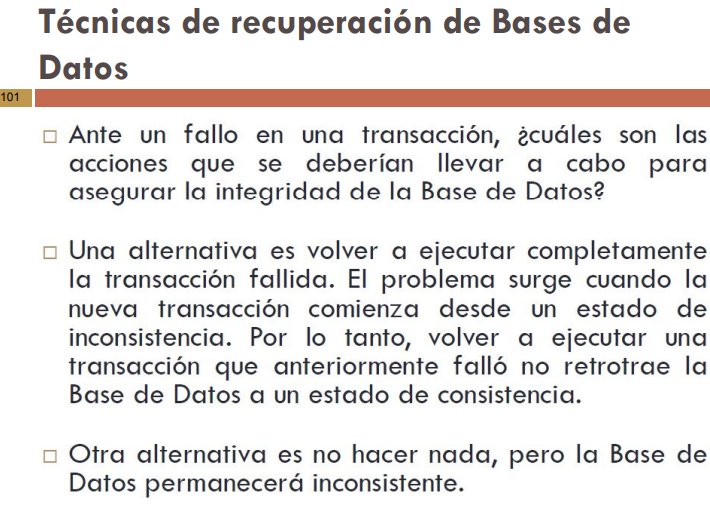 Técnicas de recuperación de Bases de
Datos
101
Ante un fallo en una transacción, ¿cuáles son las
acciones que se deberían llevar a cabo para
asegurar la integridad de la Base de Datos?
Una alternativa es volver a ejecutar completamente
la transacción fallida. El problema surge cuando la
nueva transacción comienza desde un estado de
inconsistencia. Por lo tanto, volver a ejecutar una
transacción que anteriormente falló no retrotrae la
Base de Datos a un estado de consistencia.
Otra alternativa es no hacer nada, pero la Base de
Datos permanecerá inconsistente.